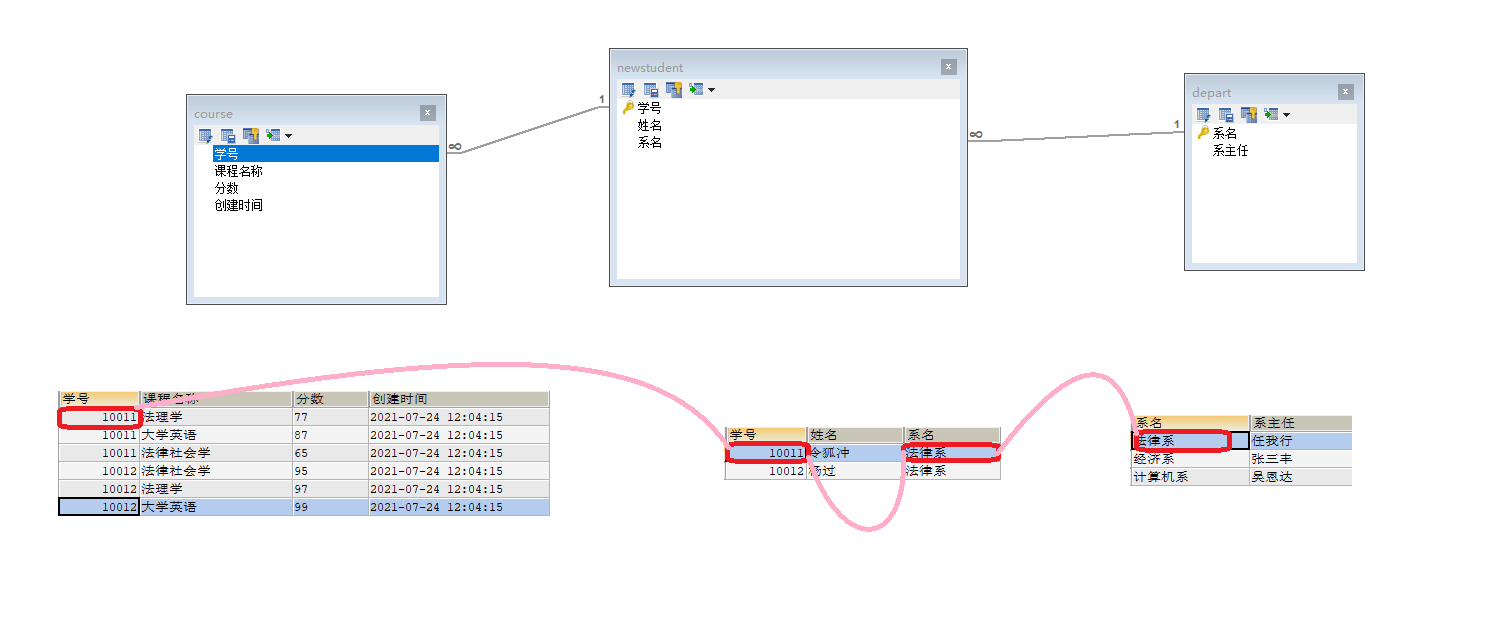 course
学号
课程名称
分数
创建时间
∞
1
newstudent
学号
姓名
系名
∞
1
depart
系名
系主任
学号 课程名称 分数 创建时间
10011 法理学 77 2021-07-24 12:04:15
10011 大学英语 87 2021-07-24 12:04:15
10011 法律社会学 65 2021-07-24 12:04:15
10012 法律社会学 95 2021-07-24 12:04:15
10012 法理学 97 2021-07-24 12:04:15
10012 大学英语 99 2021-07-24 12:04:15
学号 姓名 系名
10011 令狐冲 法律系
10012 杨过 法律系
系名 系主任
法律系 任我行
经济系 张三丰
计算机系 吴恩达